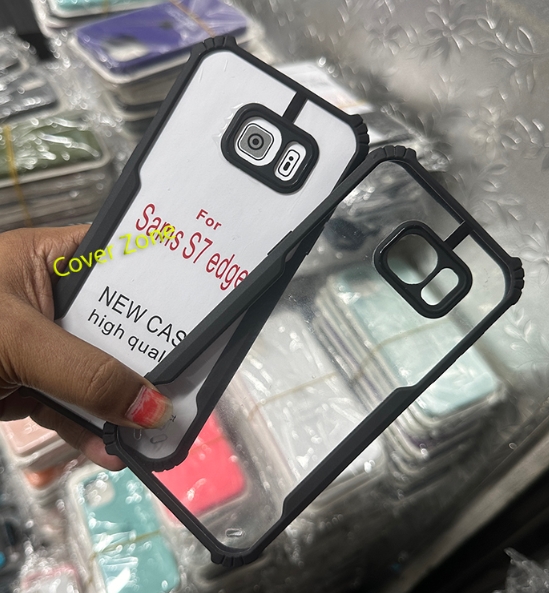 For
Sams S7 edge
Cover Zone
NEW CAS
high qual